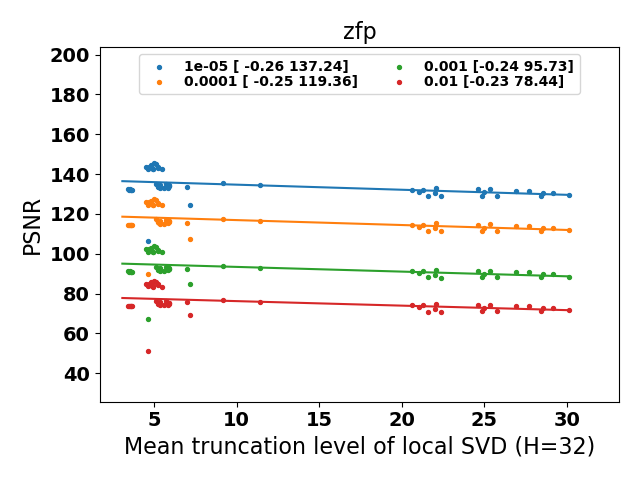 zfp
1e-05 [ -0.26 137.24]
0.0001 [ -0.25 119.36]
0.001 [-0.24 95.73]
0.01 [-0.23 78.44]
PSNR
200
180
160
140
120
100
80
60
40
5 10 15 20 25 30
Mean truncation level of local SVD (H=32)